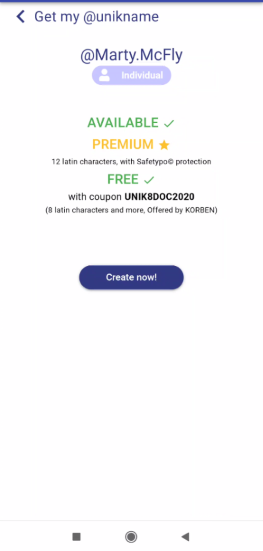 Get my @unikname
@Marty.McFly
Individual
AVAILABLE ✓
PREMIUM ★
12 latin characters, with Safetypo© protection
FREE ✓
with coupon UNIK8DOC2020
(8 latin characters and more, Offered by KORBEN)
Create now!